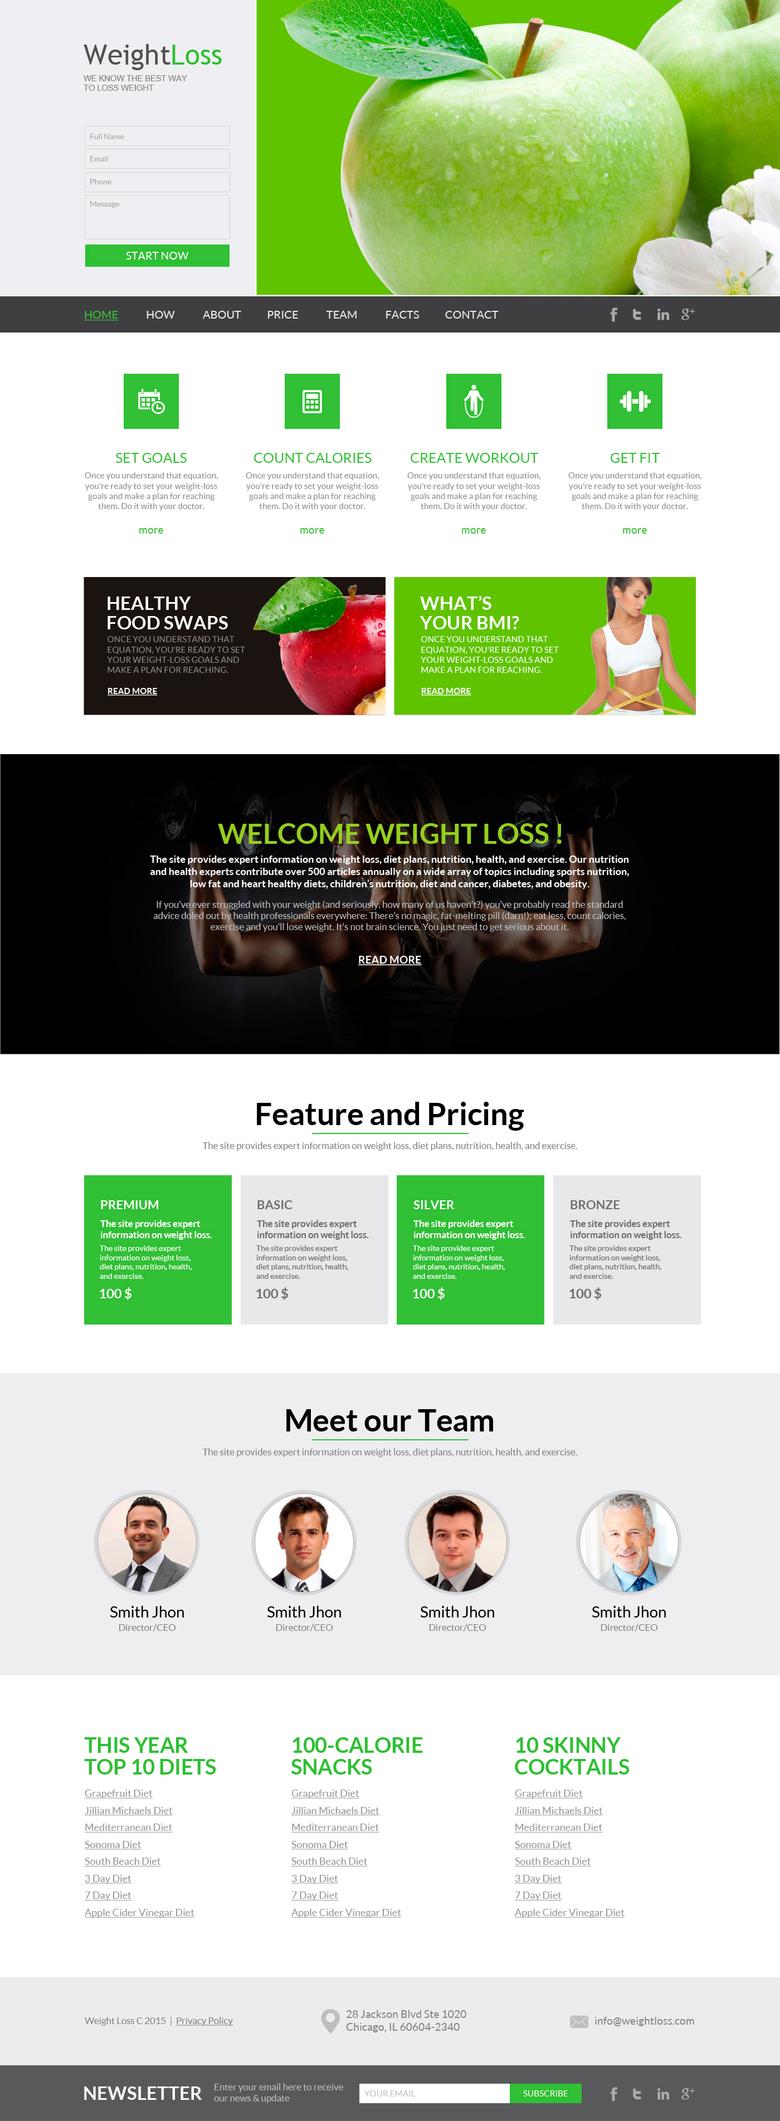 WeightLoss
WE KNOW THE BEST WAY
TO LOSS WEIGHT
Full Name
Email
Phone
Message
START NOW
HOME HOW ABOUT PRICE TEAM FACTS CONTACT
SET GOALS
Once you understand that equation,
you're ready to set your weight-loss
goals and make a plan for reaching
them. Do it with your doctor.
more
COUNT CALORIES
Once you understand that equation,
you're ready to set your weight-loss
goals and make a plan for reaching
them. Do it with your doctor.
more
CREATE WORKOUT
Once you understand that equation,
you're ready to set your weight-loss
goals and make a plan for reaching
them. Do it with your doctor.
more
GET FIT
Once you understand that equation,
you're ready to set your weight-loss
goals and make a plan for reaching
them. Do it with your doctor.
more
HEALTHY
FOOD SWAPS
ONCE YOU UNDERSTAND THAT
EQUATION, YOU'RE READY TO SET
YOUR WEIGHT-LOSS GOALS AND
MAKE A PLAN FOR REACHING.
READ MORE
WHAT'S
YOUR BMI?
ONCE YOU UNDERSTAND THAT
EQUATION, YOU'RE READY TO SET
YOUR WEIGHT-LOSS GOALS AND
MAKE A PLAN FOR REACHING.
READ MORE
WELCOME WEIGHT LOSS !
The site provides expert information on weight loss, diet plans, nutrition, health, and exercise. Our nutrition
and health experts contribute over 500 articles annually on a wide array of topics including sports nutrition,
low fat and heart healthy diets, children's nutrition, diet and cancer, diabetes, and obesity.
If you've ever struggled with your weight (and seriously, how many of us haven't?) you've probably read the standard
advice doled out by health professionals everywhere: There's no magic, fat-melting pill (darn!); eat less, count calories,
exercise and you'll lose weight. It's not brain science. You just need to get serious about it.
READ MORE
Feature and Pricing
The site provides expert information on weight loss, diet plans, nutrition, health, and exercise.
PREMIUM
The site provides expert
information on weight loss.
The site provides expert
information on weight loss,
diet plans, nutrition, health,
and exercise.
100 $
BASIC
The site provides expert
information on weight loss.
The site provides expert
information on weight loss,
diet plans, nutrition, health,
and exercise.
100 $
SILVER
The site provides expert
information on weight loss.
The site provides expert
information on weight loss,
diet plans, nutrition, health,
and exercise.
100 $
BRONZE
The site provides expert
information on weight loss.
The site provides expert
information on weight loss,
diet plans, nutrition, health,
and exercise.
100 $
Meet our Team
The site provides expert information on weight loss, diet plans, nutrition, health, and exercise.
Smith Jhon
Director/CEO
Smith Jhon
Director/CEO
Smith Jhon
Director/CEO
Smith Jhon
Director/CEO
THIS YEAR
TOP 10 DIETS
Grapefruit Diet
Jillian Michaels Diet
Mediterranean Diet
Sonoma Diet
South Beach Diet
3 Day Diet
7 Day Diet
Apple Cider Vinegar Diet
100-CALORIE
SNACKS
Grapefruit Diet
Jillian Michaels Diet
Mediterranean Diet
Sonoma Diet
South Beach Diet
3 Day Diet
7 Day Diet
Apple Cider Vinegar Diet
10 SKINNY
COCKTAILS
Grapefruit Diet
Jillian Michaels Diet
Mediterranean Diet
Sonoma Diet
South Beach Diet
3 Day Diet
7 Day Diet
Apple Cider Vinegar Diet
Weight Loss C 2015 | Privacy Policy
28 Jackson Blvd Ste 1020
Chicago, IL 60604-2340
info@weightloss.com
NEWSLETTER
Enter your email here to receive
our news & update
YOUR EMAIL
SUBSCRIBE